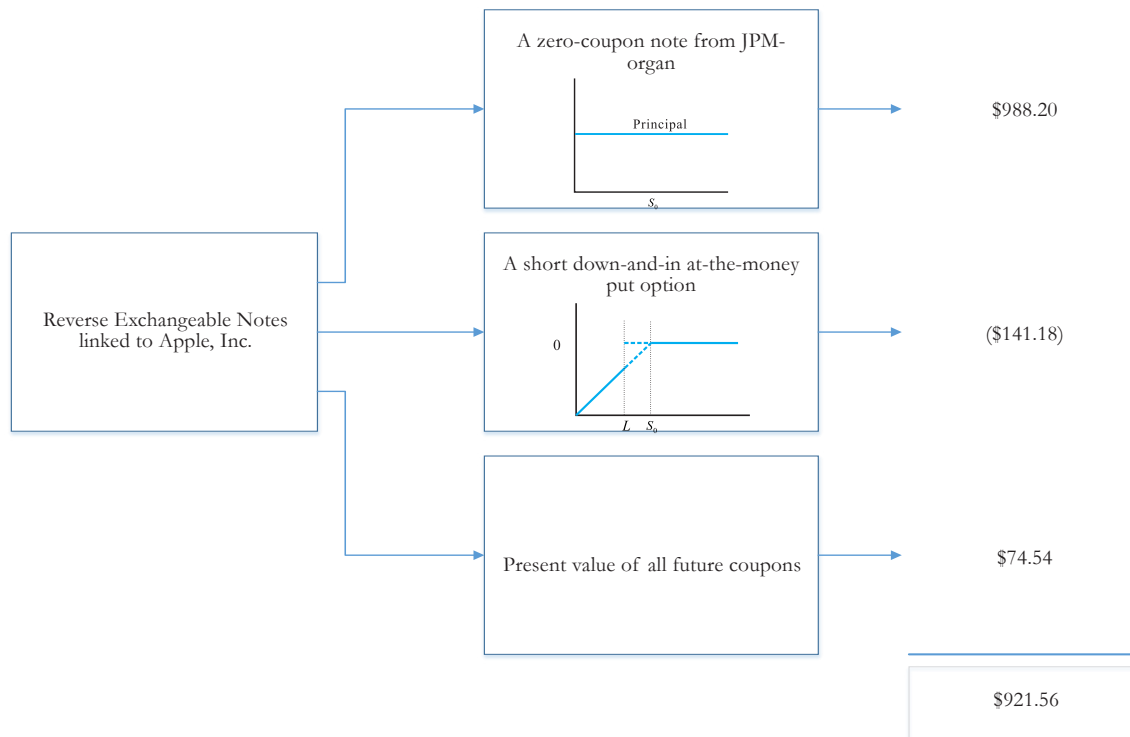 A zero-coupon note from JPM-
organ
Principal
S₀
$988.20
Reverse Exchangeable Notes
linked to Apple, Inc.
A short down-and-in at-the-money
put option
0
L S₀
($141.18)
Present value of all future coupons
$74.54
$921.56